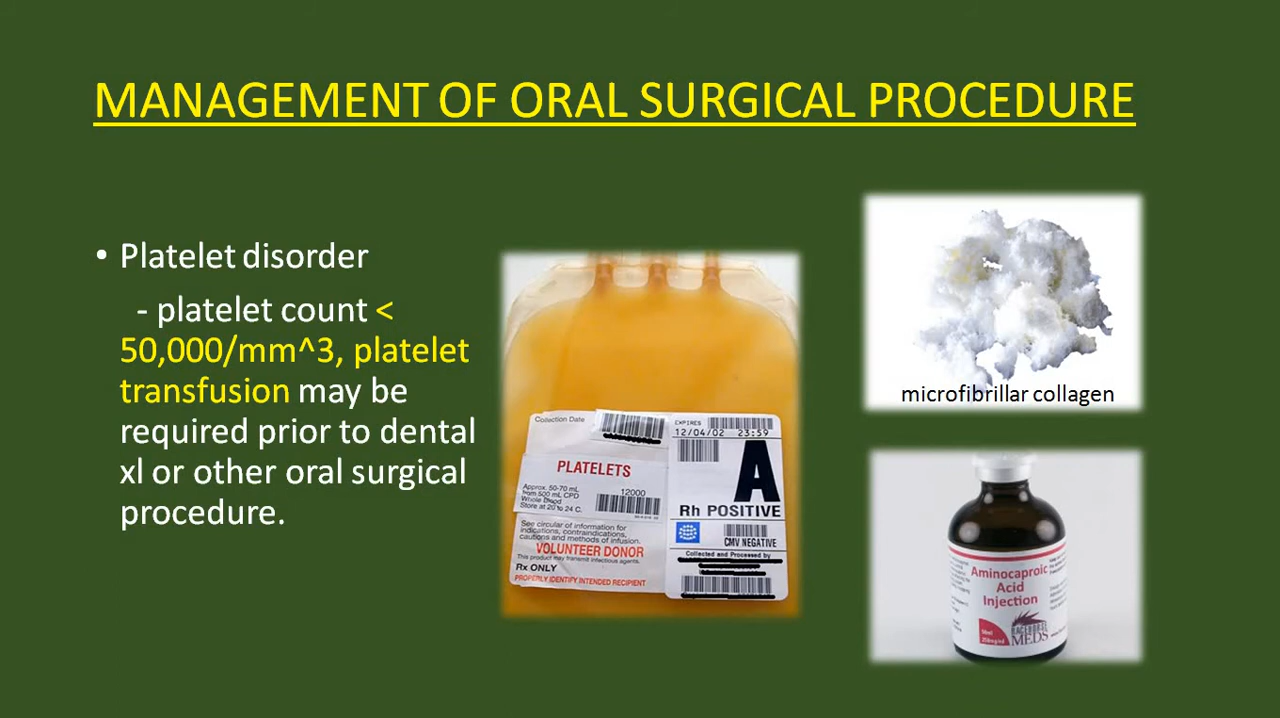 MANAGEMENT OF ORAL SURGICAL PROCEDURE
• Platelet disorder
- platelet count <
50,000/mm^3, platelet
transfusion may be
required prior to dental
xl or other oral surgical
procedure.
Collection Date
PLATELETS
Approx. 50-70 mL
from 500 mL CPD
Whole Blood
Store at 20 to 24 C.
12000
See circular of information for
indications, contraindications,
cautions and methods of infusion.
VOLUNTEER DONOR
This product may transmit infectious agents.
Rx ONLY
PROPERLY IDENTIFY INTENDED RECIPIENT
EXPIRES
12/04/02 23:59
A
Rh POSITIVE
CMV NEGATIVE
Collected and Processed by
microfibrillar collagen
Aminocaproic
Acid
Injection
MEDS